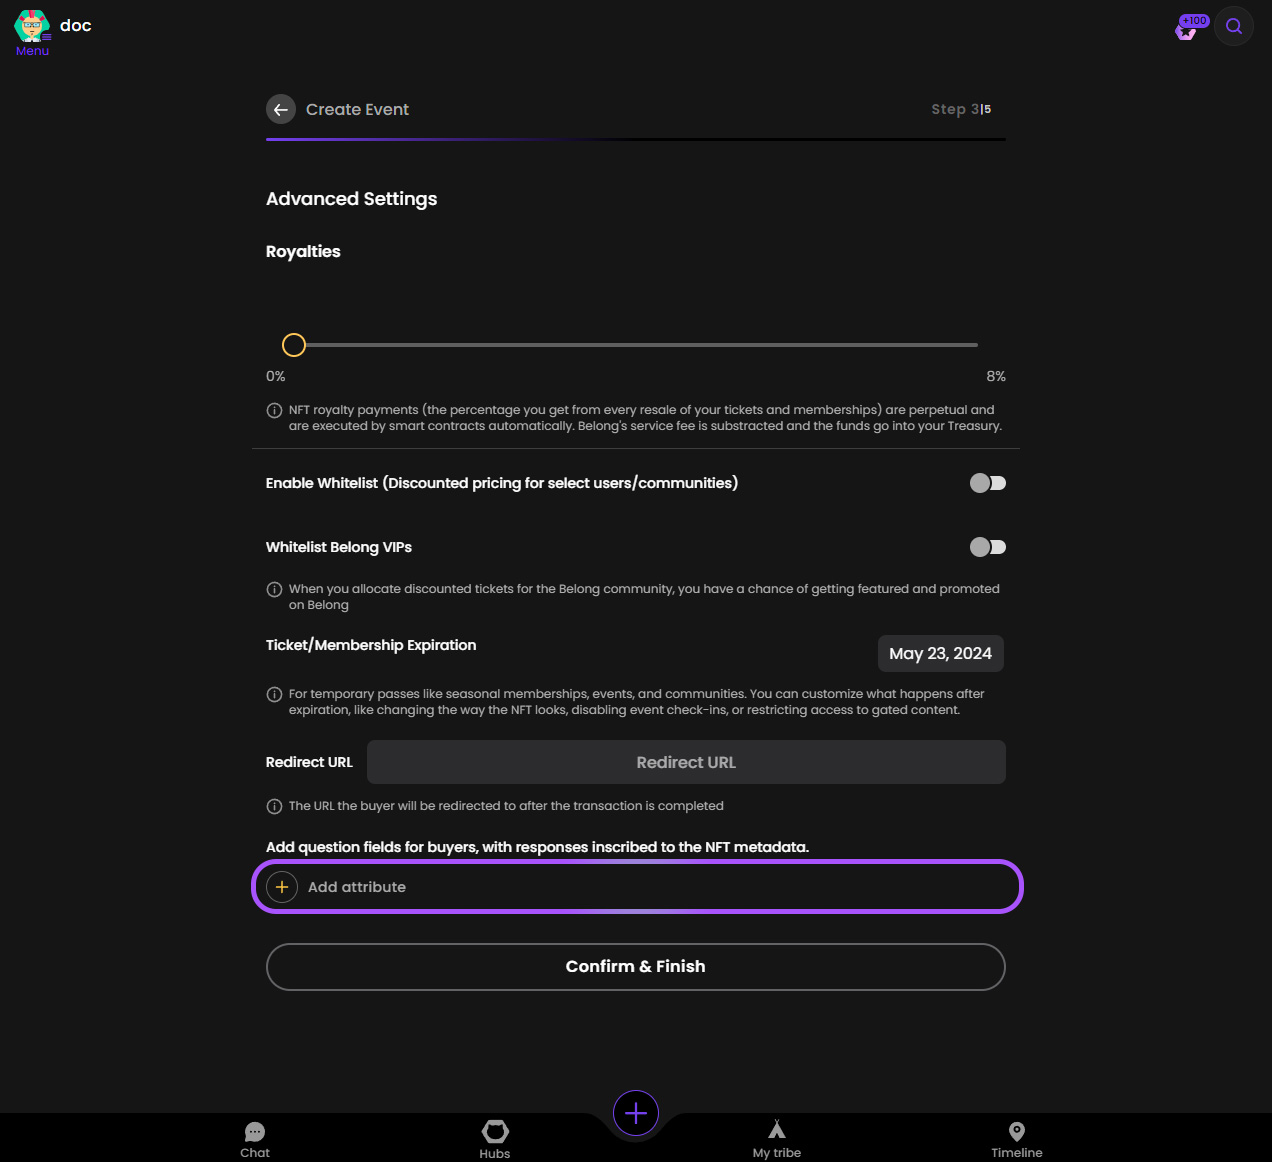 doc
Menu
+100
Create Event
Step 3|5
Advanced Settings
Royalties
0%
8%
NFT royalty payments (the percentage you get from every resale of your tickets and memberships) are perpetual and
are executed by smart contracts automatically. Belong's service fee is substracted and the funds go into your Treasury.
Enable Whitelist (Discounted pricing for select users/communities)
Whitelist Belong VIPs
When you allocate discounted tickets for the Belong community, you have a chance of getting featured and promoted
on Belong
Ticket/Membership Expiration
May 23, 2024
For temporary passes like seasonal memberships, events, and communities. You can customize what happens after
expiration, like changing the way the NFT looks, disabling event check-ins, or restricting access to gated content.
Redirect URL
Redirect URL
The URL the buyer will be redirected to after the transaction is completed
Add question fields for buyers, with responses inscribed to the NFT metadata.
Add attribute
Confirm & Finish
Chat
Hubs
My tribe
Timeline